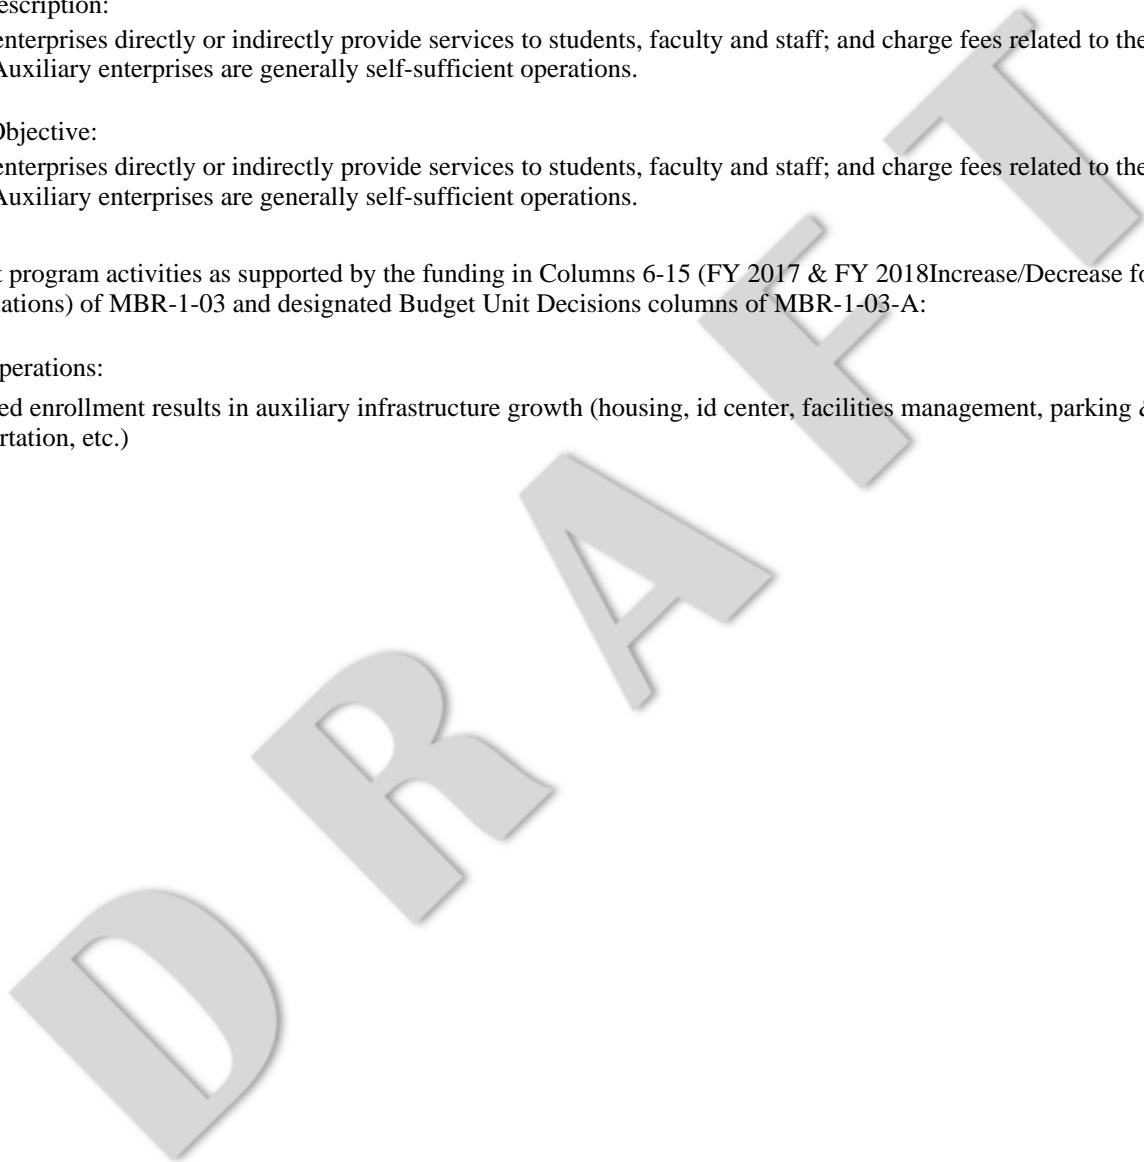 escription:
enterprises directly or indirectly provide services to students, faculty and staff; and charge fees related to the
Auxiliary enterprises are generally self-sufficient operations.
Objective:
enterprises directly or indirectly provide services to students, faculty and staff; and charge fees related to the
Auxiliary enterprises are generally self-sufficient operations.
t program activities as supported by the funding in Columns 6-15 (FY 2017 & FY 2018Increase/Decrease fo
ations) of MBR-1-03 and designated Budget Unit Decisions columns of MBR-1-03-A:
perations:
ed enrollment results in auxiliary infrastructure growth (housing, id center, facilities management, parking &
rtation, etc.)
DRAFT